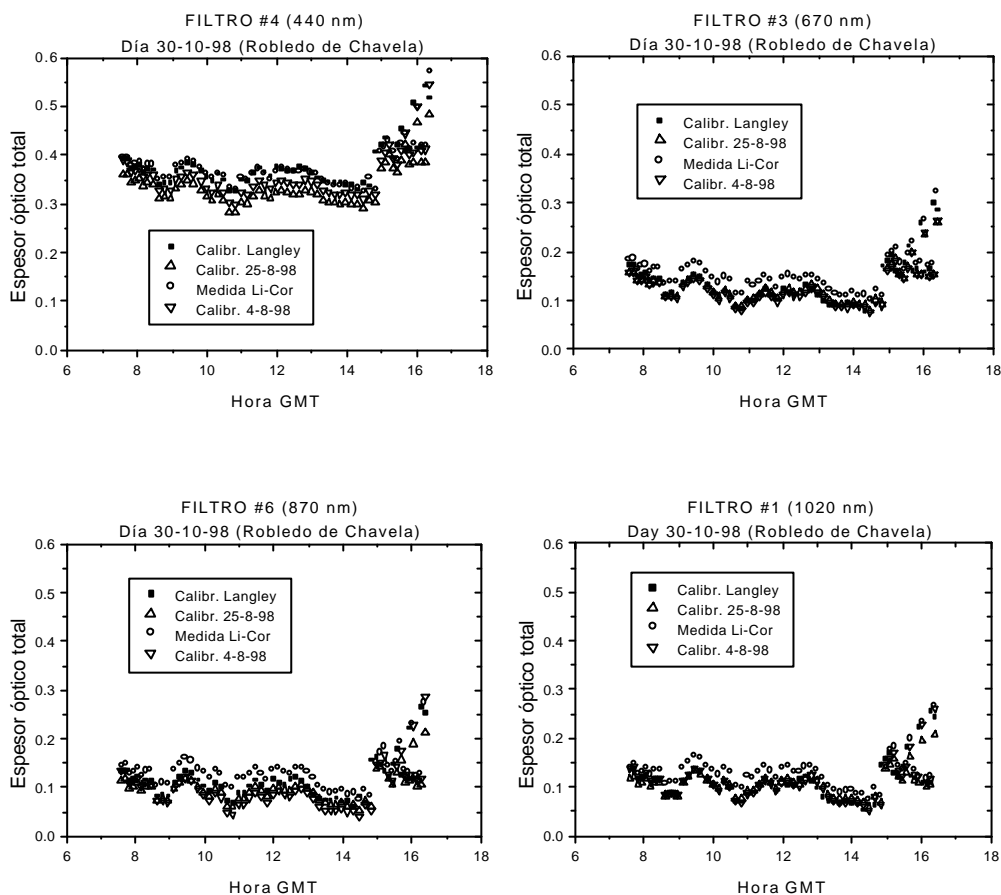 FILTRO #4 (440 nm)
Día 30-10-98 (Robledo de Chavela)
0.6
0.5
0.4
0.3
0.2
0.1
0.0
Espesor óptico total
Calibr. Langley
Calibr. 25-8-98
Medida Li-Cor
Calibr. 4-8-98
6 8 10 12 14 16 18
Hora GMT
FILTRO #3 (670 nm)
Día 30-10-98 (Robledo de Chavela)
0.6
0.5
0.4
0.3
0.2
0.1
0.0
Espesor óptico total
Calibr. Langley
Calibr. 25-8-98
Medida Li-Cor
Calibr. 4-8-98
6 8 10 12 14 16 18
Hora GMT
FILTRO #6 (870 nm)
Día 30-10-98 (Robledo de Chavela)
0.6
0.5
0.4
0.3
0.2
0.1
0.0
Espesor óptico total
Calibr. Langley
Calibr. 25-8-98
Medida Li-Cor
Calibr. 4-8-98
6 8 10 12 14 16 18
Hora GMT
FILTRO #1 (1020 nm)
Day 30-10-98 (Robledo de Chavela)
0.6
0.5
0.4
0.3
0.2
0.1
0.0
Espesor óptico total
Calibr. Langley
Calibr. 25-8-98
Medida Li-Cor
Calibr. 4-8-98
6 8 10 12 14 16 18
Hora GMT